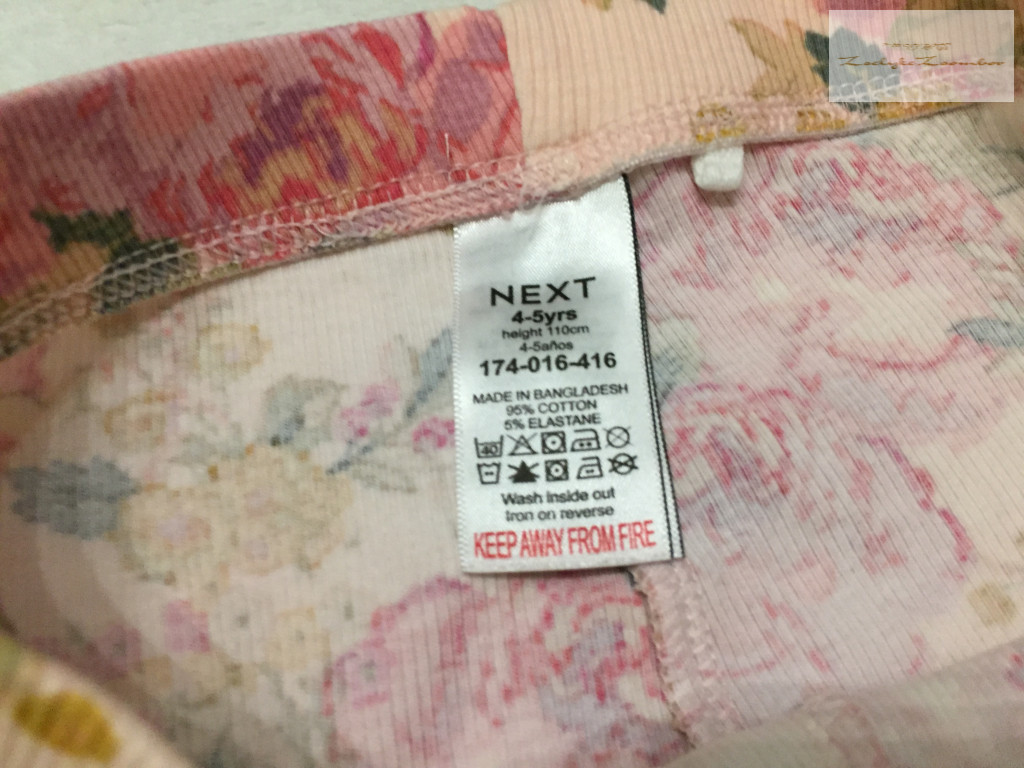 NEXT
4-5yrs
height 110cm
4-5años
174-016-416
MADE IN BANGLADESH
95% COTTON
5% ELASTANE
40
Wash inside out
Iron on reverse
KEEP AWAY FROM FIRE